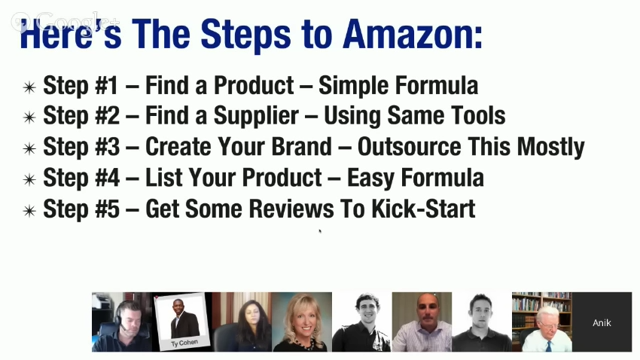 Google+
Here's The Steps to Amazon:
✴ Step #1 – Find a Product – Simple Formula
✴ Step #2 – Find a Supplier – Using Same Tools
✴ Step #3 – Create Your Brand – Outsource This Mostly
✴ Step #4 – List Your Product – Easy Formula
✴ Step #5 – Get Some Reviews To Kick-Start
Ty Cohen
Anik